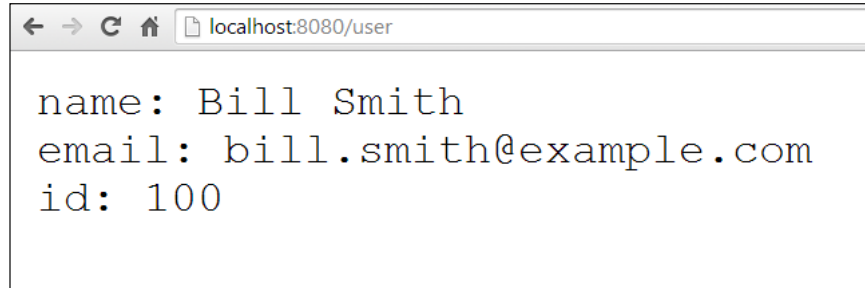 localhost:8080/user
name: Bill Smith
email: bill.smith@example.com
id: 100